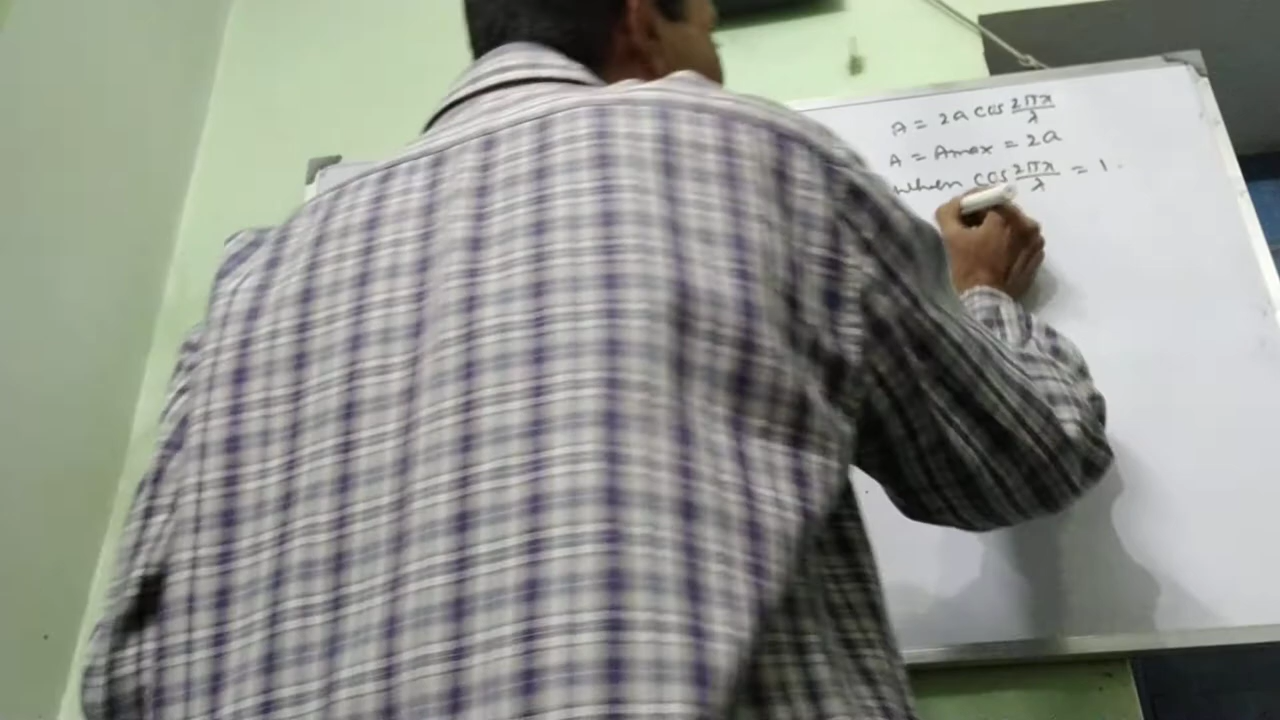 A = 2a cos 2πx/λ
A = Amax = 2a
when cos 2πx/λ = 1.